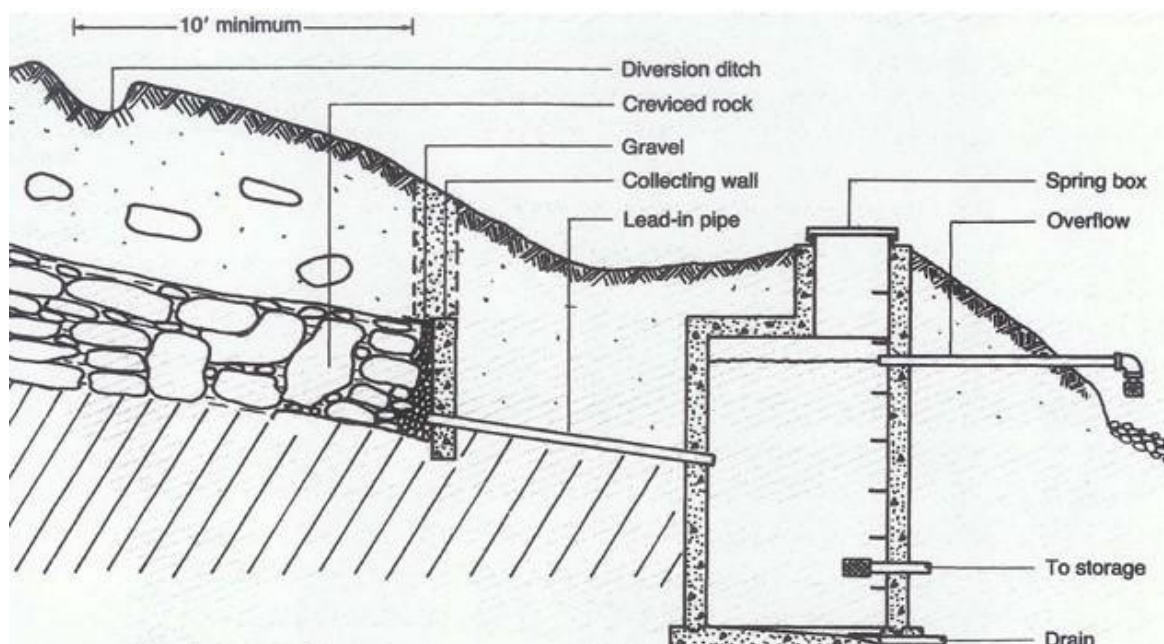 10' minimum
Diversion ditch
Creviced rock
Gravel
Collecting wall
Lead-in pipe
Spring box
Overflow
To storage
Drain